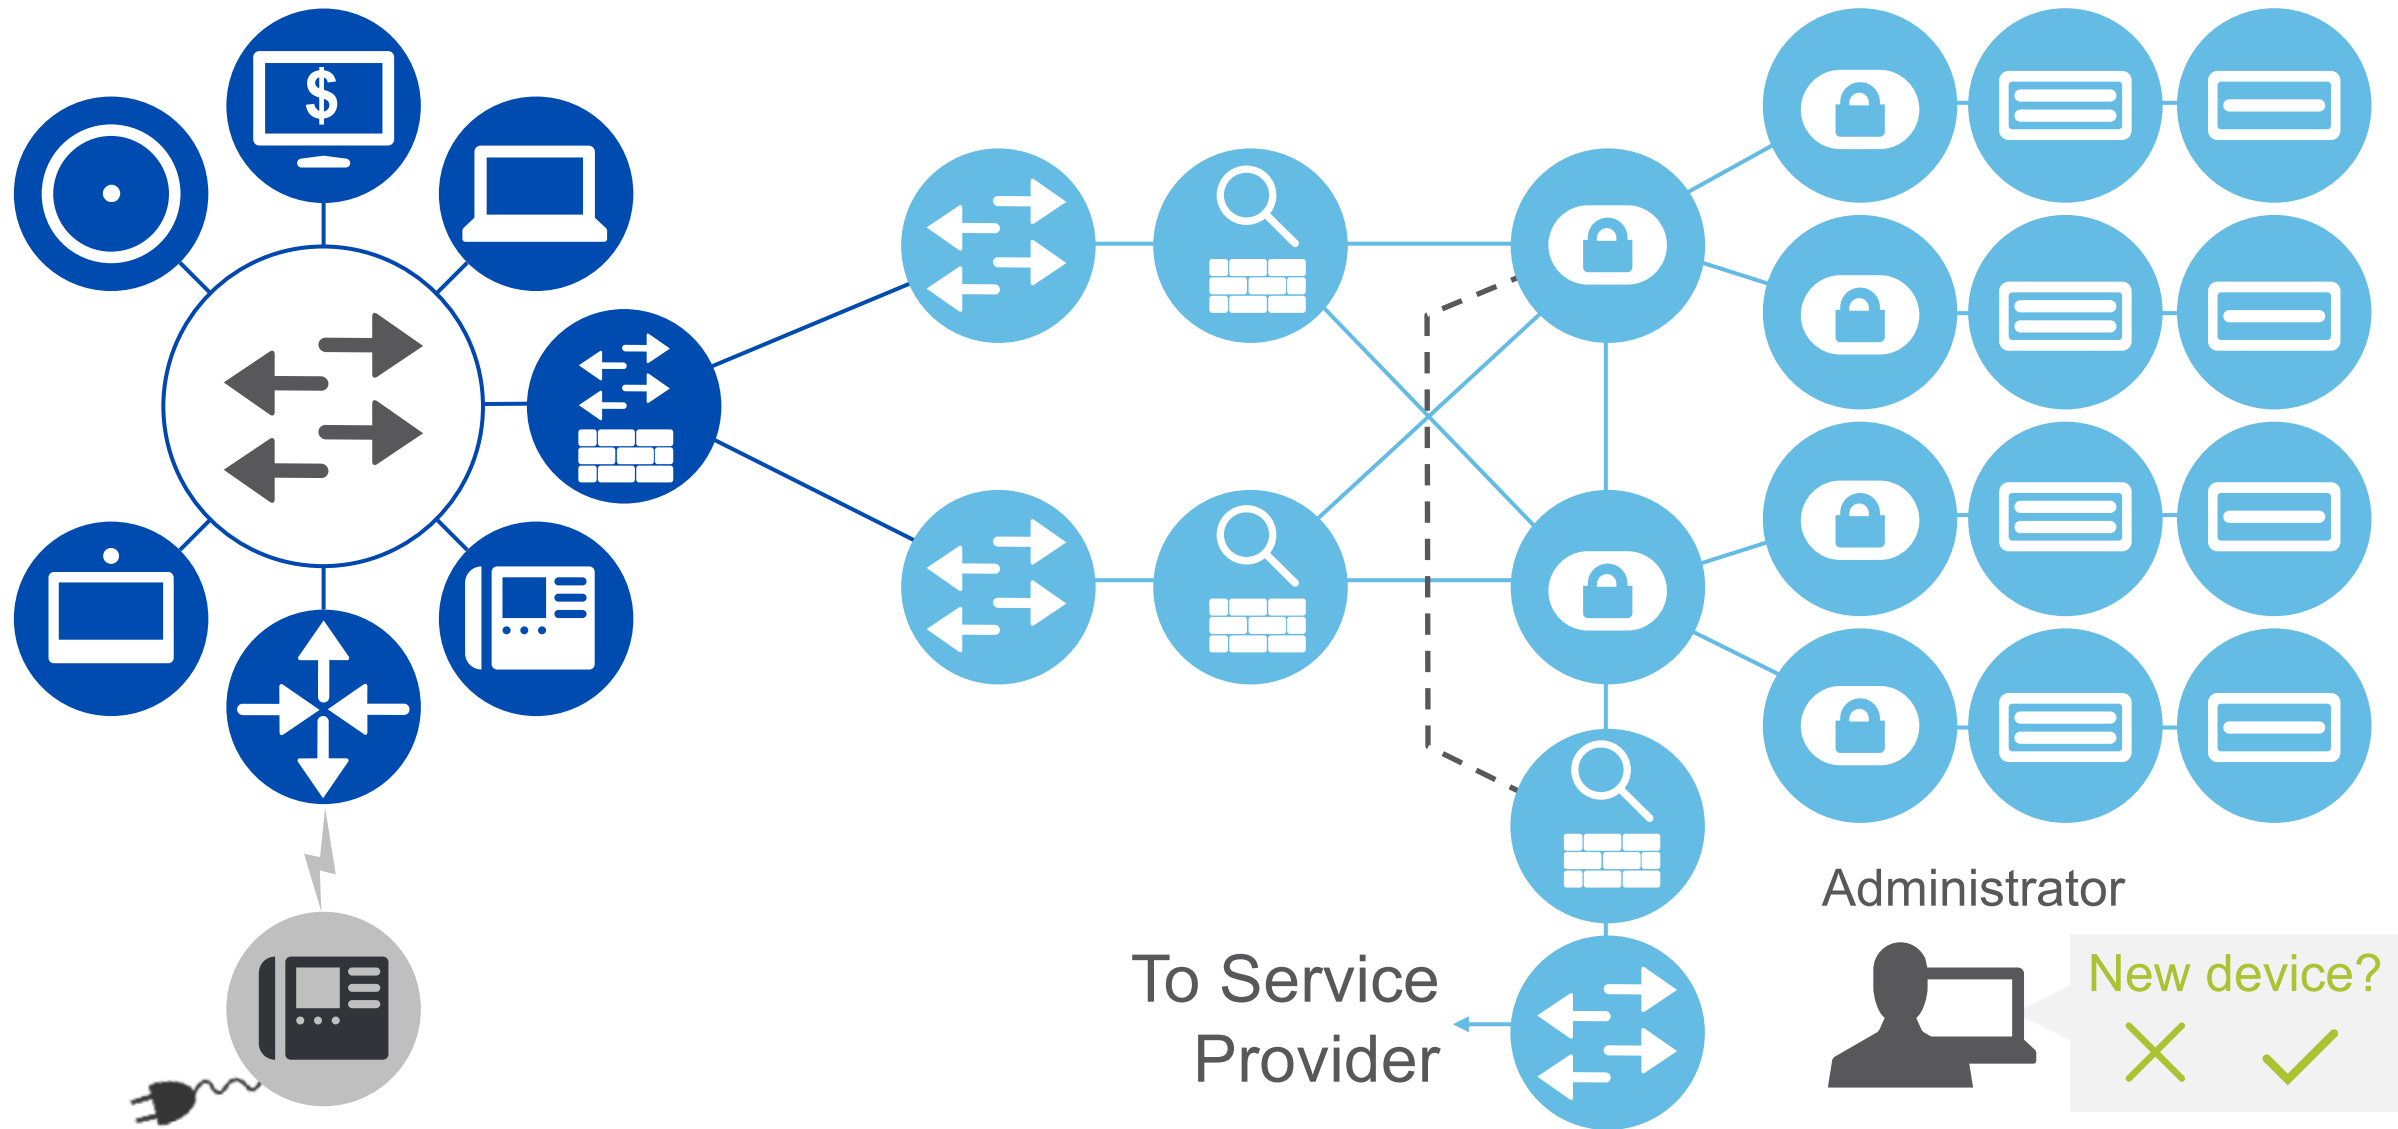 $
To Service
Provider
Administrator
New device?